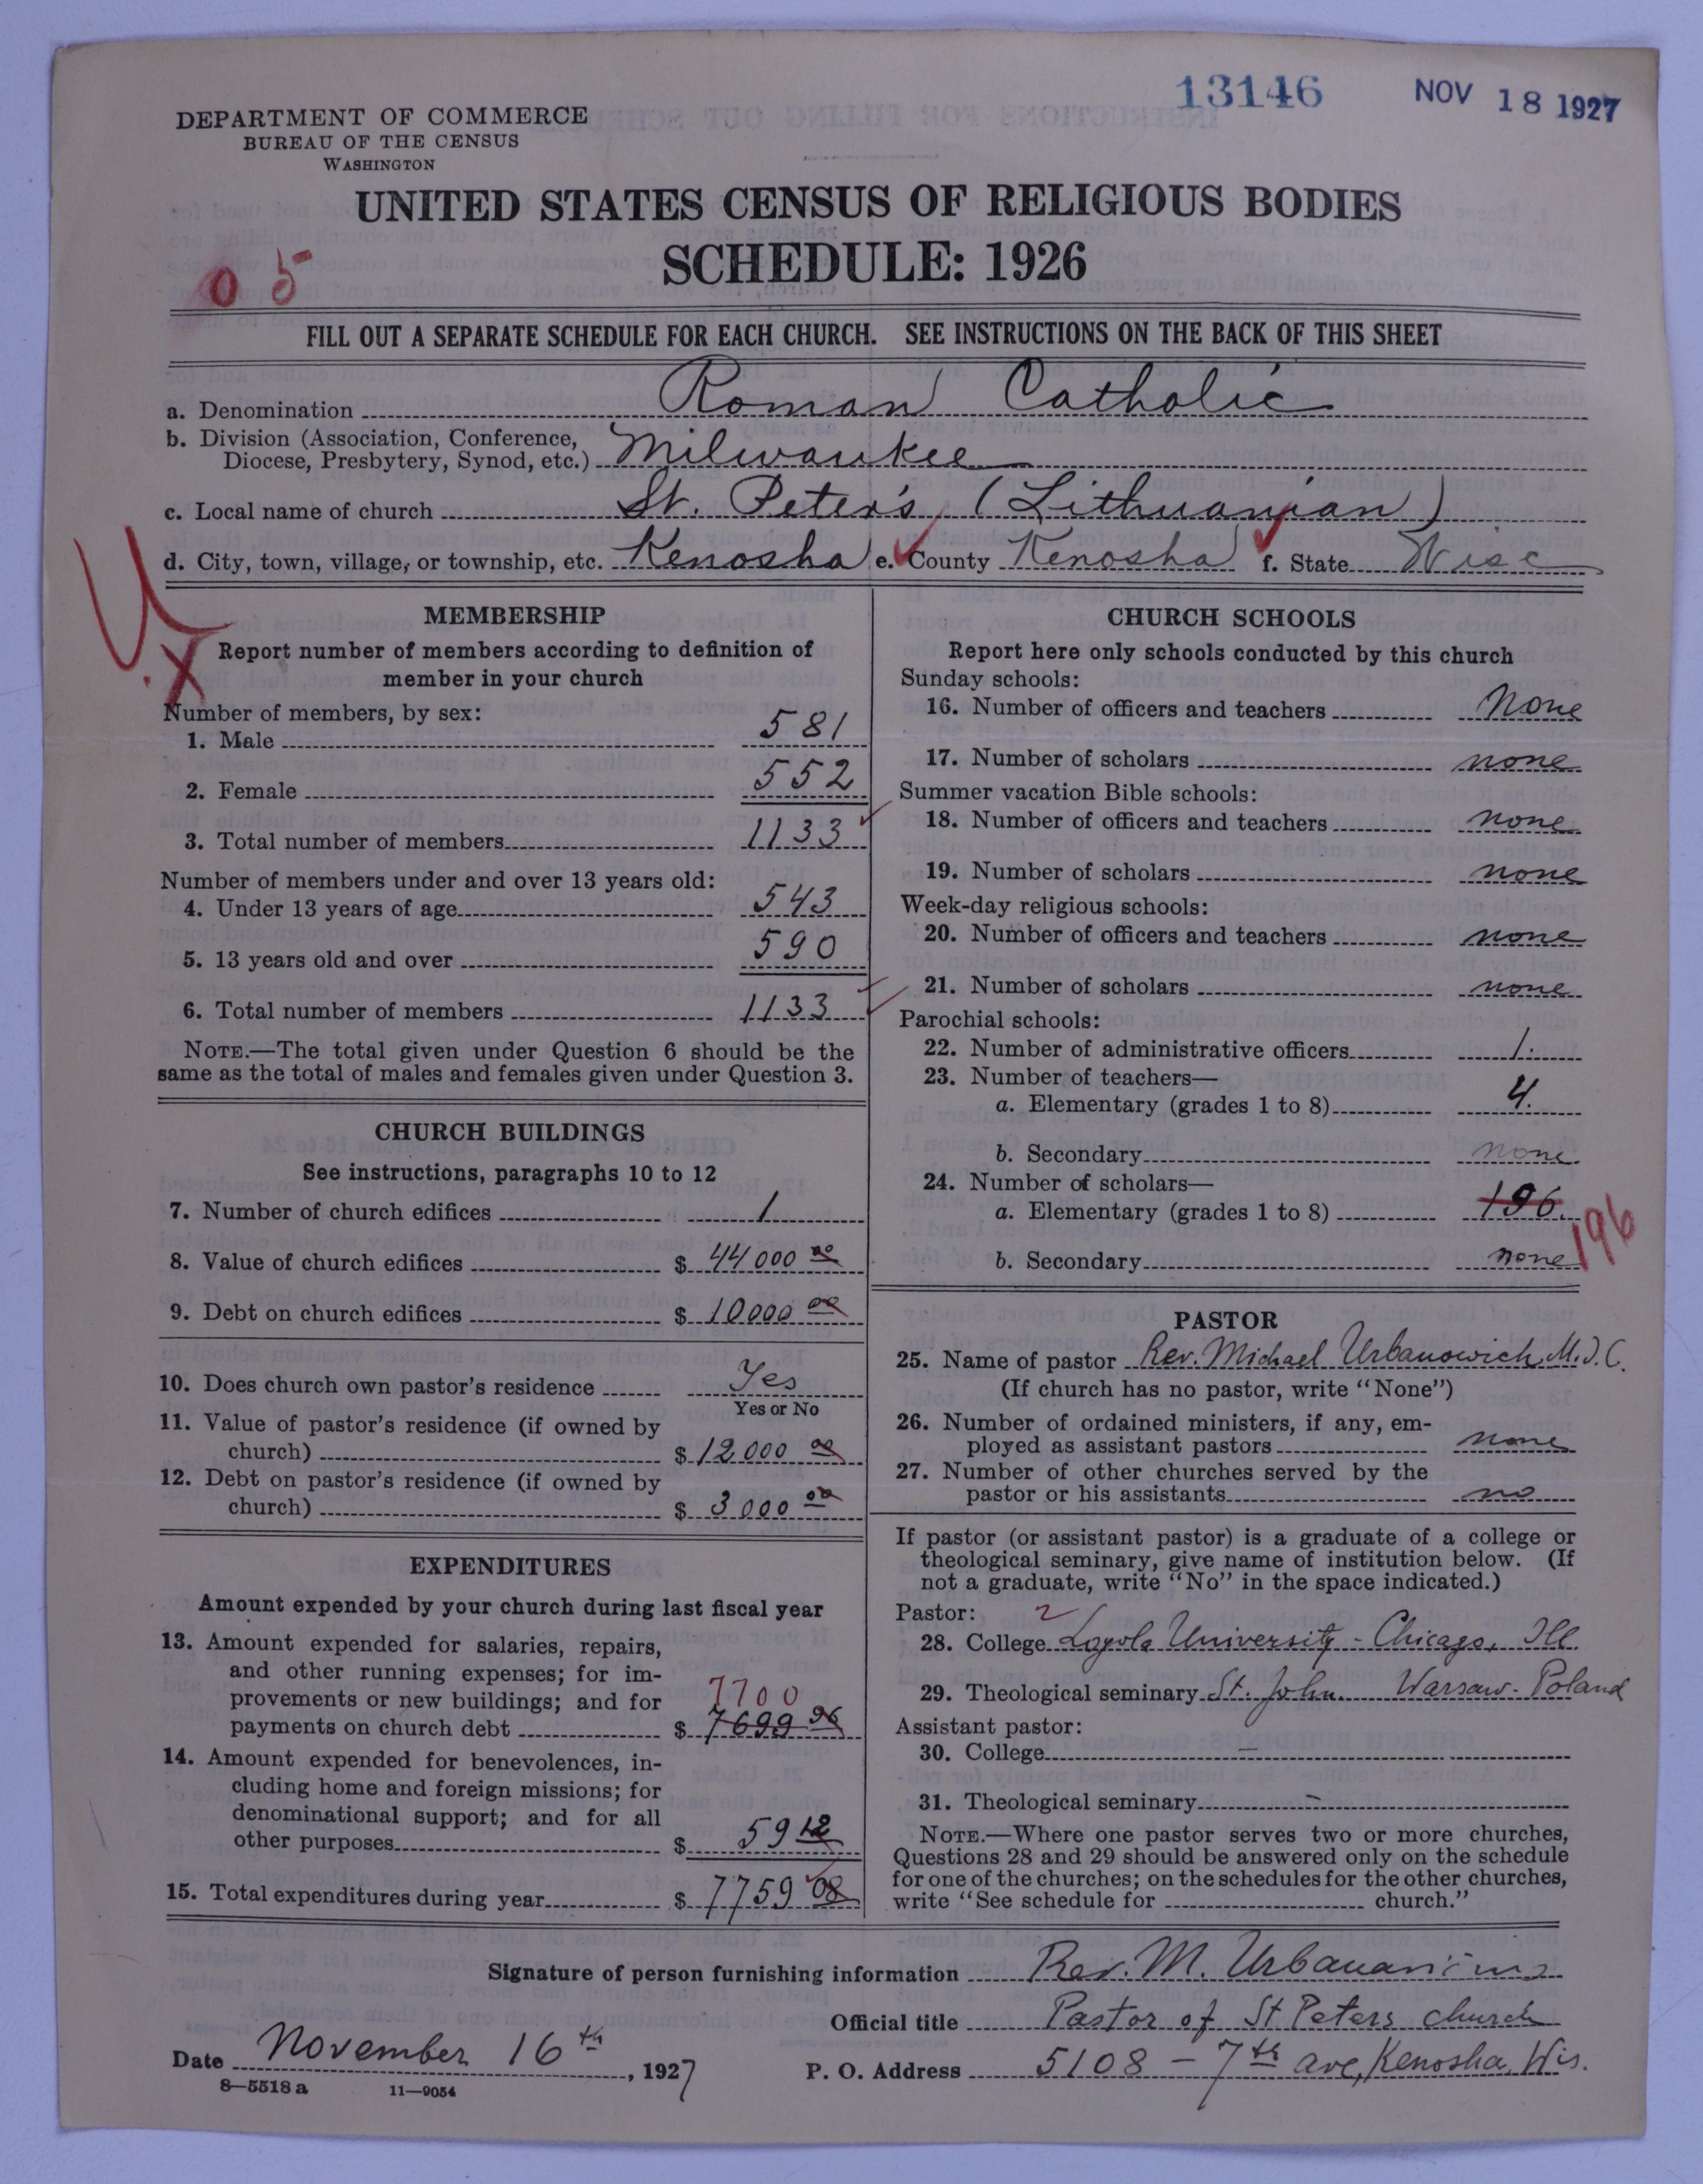 13146 NOV 18 1927
DEPARTMENT OF COMMERCE
BUREAU OF THE CENSUS
WASHINGTON
UNITED STATES CENSUS OF RELIGIOUS BODIES
SCHEDULE: 1926
05
FILL OUT A SEPARATE SCHEDULE FOR EACH CHURCH. SEE INSTRUCTIONS ON THE BACK OF THIS SHEET
a. Denomination Roman Catholic
b. Division (Association, Conference,
Diocese, Presbytery, Synod, etc.) Milwaukee
c. Local name of church St. Peter's (Lithuanian)
d. City, town, village, or township, etc. Kenosha e. County Kenosha f. State Wisc
MEMBERSHIP
Report number of members according to definition of
member in your church
Number of members, by sex:
1. Male 581
2. Female 552
3. Total number of members 1133
Number of members under and over 13 years old:
4. Under 13 years of age 543
5. 13 years old and over 590
6. Total number of members 1133
NOTE.—The total given under Question 6 should be the
same as the total of males and females given under Question 3.
CHURCH BUILDINGS
See instructions, paragraphs 10 to 12
7. Number of church edifices 1
8. Value of church edifices $ 44000 00
9. Debt on church edifices $ 10000 00
10. Does church own pastor's residence Yes
Yes or No
11. Value of pastor's residence (if owned by
church) $ 12000 00
12. Debt on pastor's residence (if owned by
church) $ 3000 00
EXPENDITURES
Amount expended by your church during last fiscal year
13. Amount expended for salaries, repairs,
and other running expenses; for im-
provements or new buildings; and for 7700
payments on church debt $ 7699 96
14. Amount expended for benevolences, in-
cluding home and foreign missions; for
denominational support; and for all
other purposes $ 59 12
15. Total expenditures during year $ 7759 08
CHURCH SCHOOLS
Report here only schools conducted by this church
Sunday schools:
16. Number of officers and teachers None
17. Number of scholars none
Summer vacation Bible schools:
18. Number of officers and teachers none
19. Number of scholars none
Week-day religious schools:
20. Number of officers and teachers none
21. Number of scholars none
Parochial schools:
22. Number of administrative officers 1.
23. Number of teachers—
a. Elementary (grades 1 to 8) 4.
b. Secondary none.
24. Number of scholars—
a. Elementary (grades 1 to 8) 196. 196
b. Secondary none
PASTOR
25. Name of pastor Rev. Michael Urbanowich, M.I.C.
(If church has no pastor, write "None")
26. Number of ordained ministers, if any, em-
ployed as assistant pastors none
27. Number of other churches served by the
pastor or his assistants no
If pastor (or assistant pastor) is a graduate of a college or
theological seminary, give name of institution below. (If
not a graduate, write "No" in the space indicated.)
Pastor: 2
28. College Loyola University - Chicago, Ill.
29. Theological seminary St. John Warsaw - Poland
Assistant pastor:
30. College —
31. Theological seminary -
NOTE.—Where one pastor serves two or more churches,
Questions 28 and 29 should be answered only on the schedule
for one of the churches; on the schedules for the other churches,
write "See schedule for church."
Signature of person furnishing information Rev. M.
Official title Pastor of St Peters church
Date November 16th, 1927 P. O. Address 5108 - 7th ave, Kenosha, Wis.
8—5518 a 11—9054